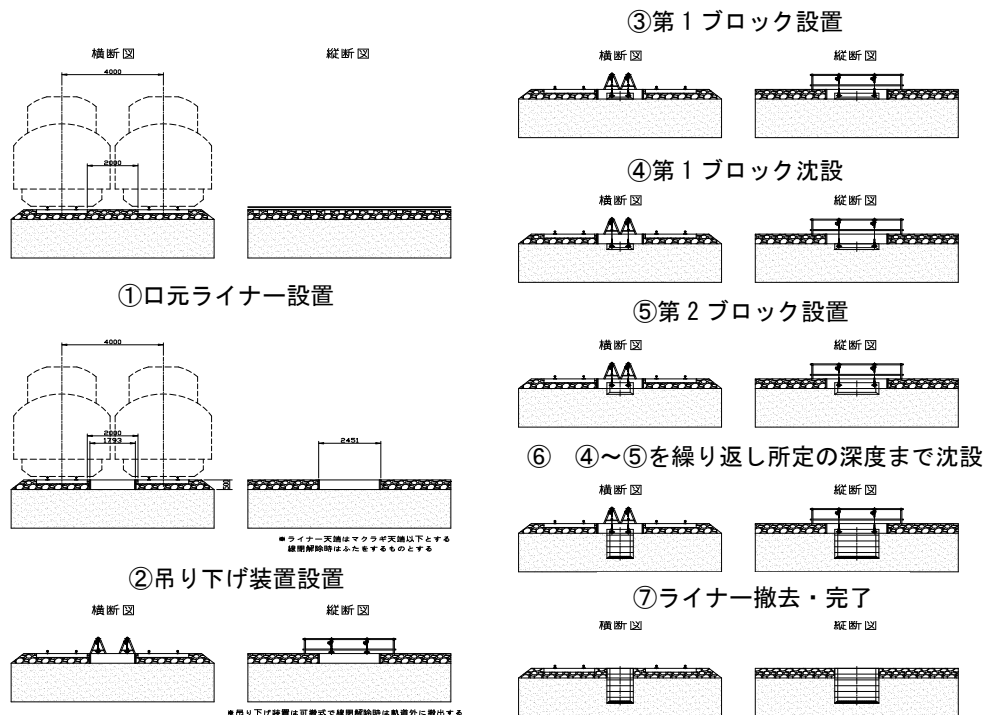 横断図 縦断図
4000
2000
①口元ライナー設置
4000
2000
1793
2451
500
※ライナー天端はマクラギ天端以下とする
線閉解除時はふたをするものとする
②吊り下げ装置設置
横断図 縦断図
※吊り下げ装置は可搬式で線閉解除時は軌道外に搬出する
③第1ブロック設置
横断図 縦断図
④第1ブロック沈設
横断図 縦断図
⑤第2ブロック設置
横断図 縦断図
⑥ ④～⑤を繰り返し所定の深度まで沈設
横断図 縦断図
⑦ライナー撤去・完了
横断図 縦断図